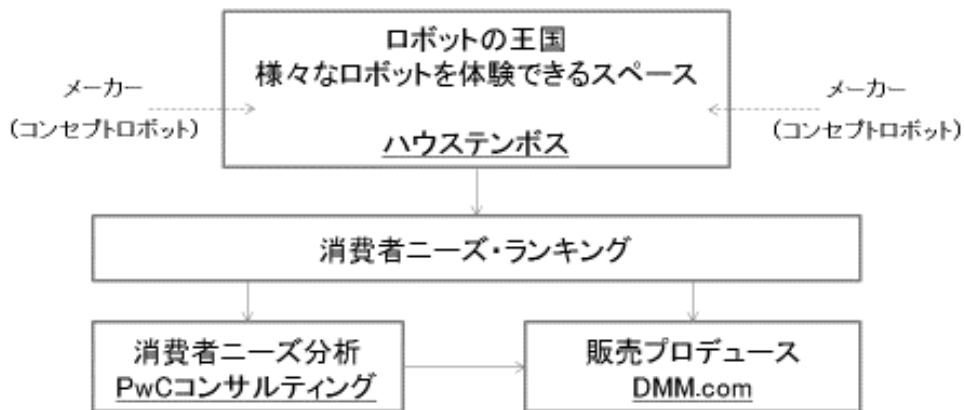 ロボットの王国
様々なロボットを体験できるスペース
メーカー
(コンセプトロボット)
メーカー
(コンセプトロボット)
ハウステンボス
消費者ニーズ・ランキング
消費者ニーズ分析
PwCコンサルティング
販売プロデュース
DMM.com